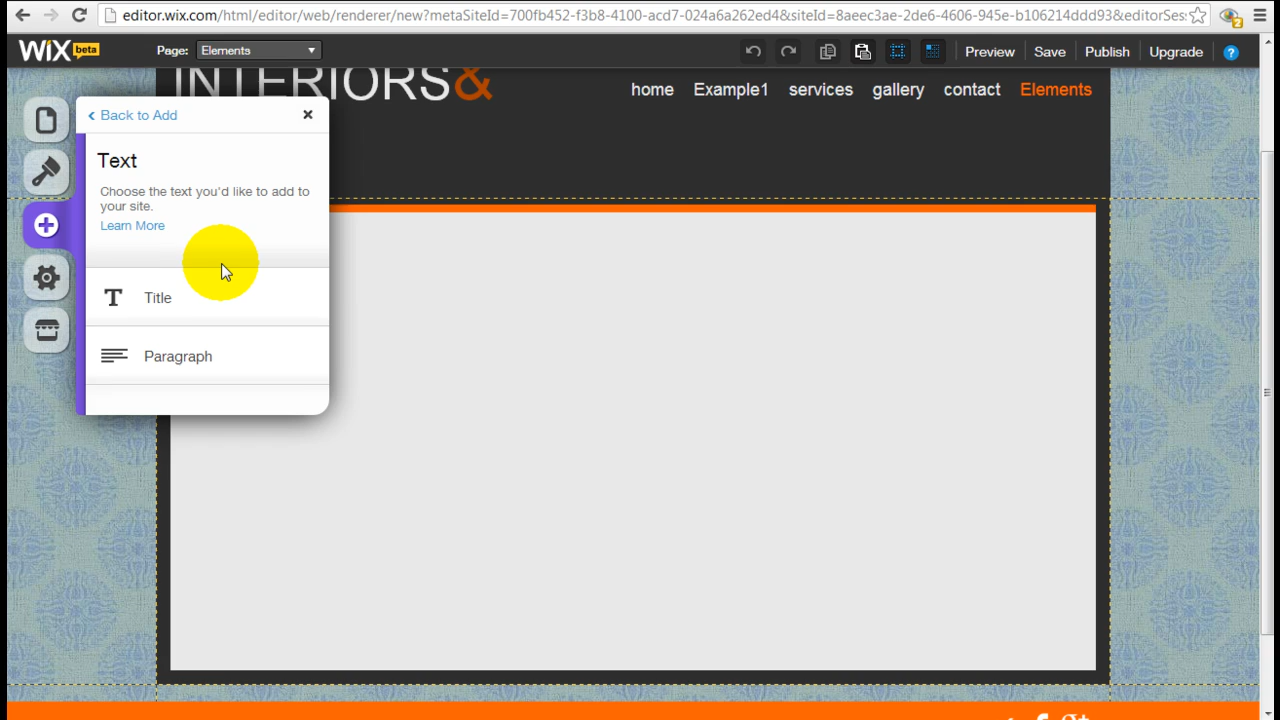 editor.wix.com/html/editor/web/renderer/new?metaSiteId=700fb452-f3b8-4100-acd7-024a6a262ed4&siteId=8aeec3ae-2de6-4606-945e-b106214ddd93&editorSes
2
WiX beta
Page: Elements
Preview Save Publish Upgrade ?
INTERIORS&
home Example1 services gallery contact Elements
Back to Add
Text
Choose the text you'd like to add to
your site.
Learn More
T Title
Paragraph